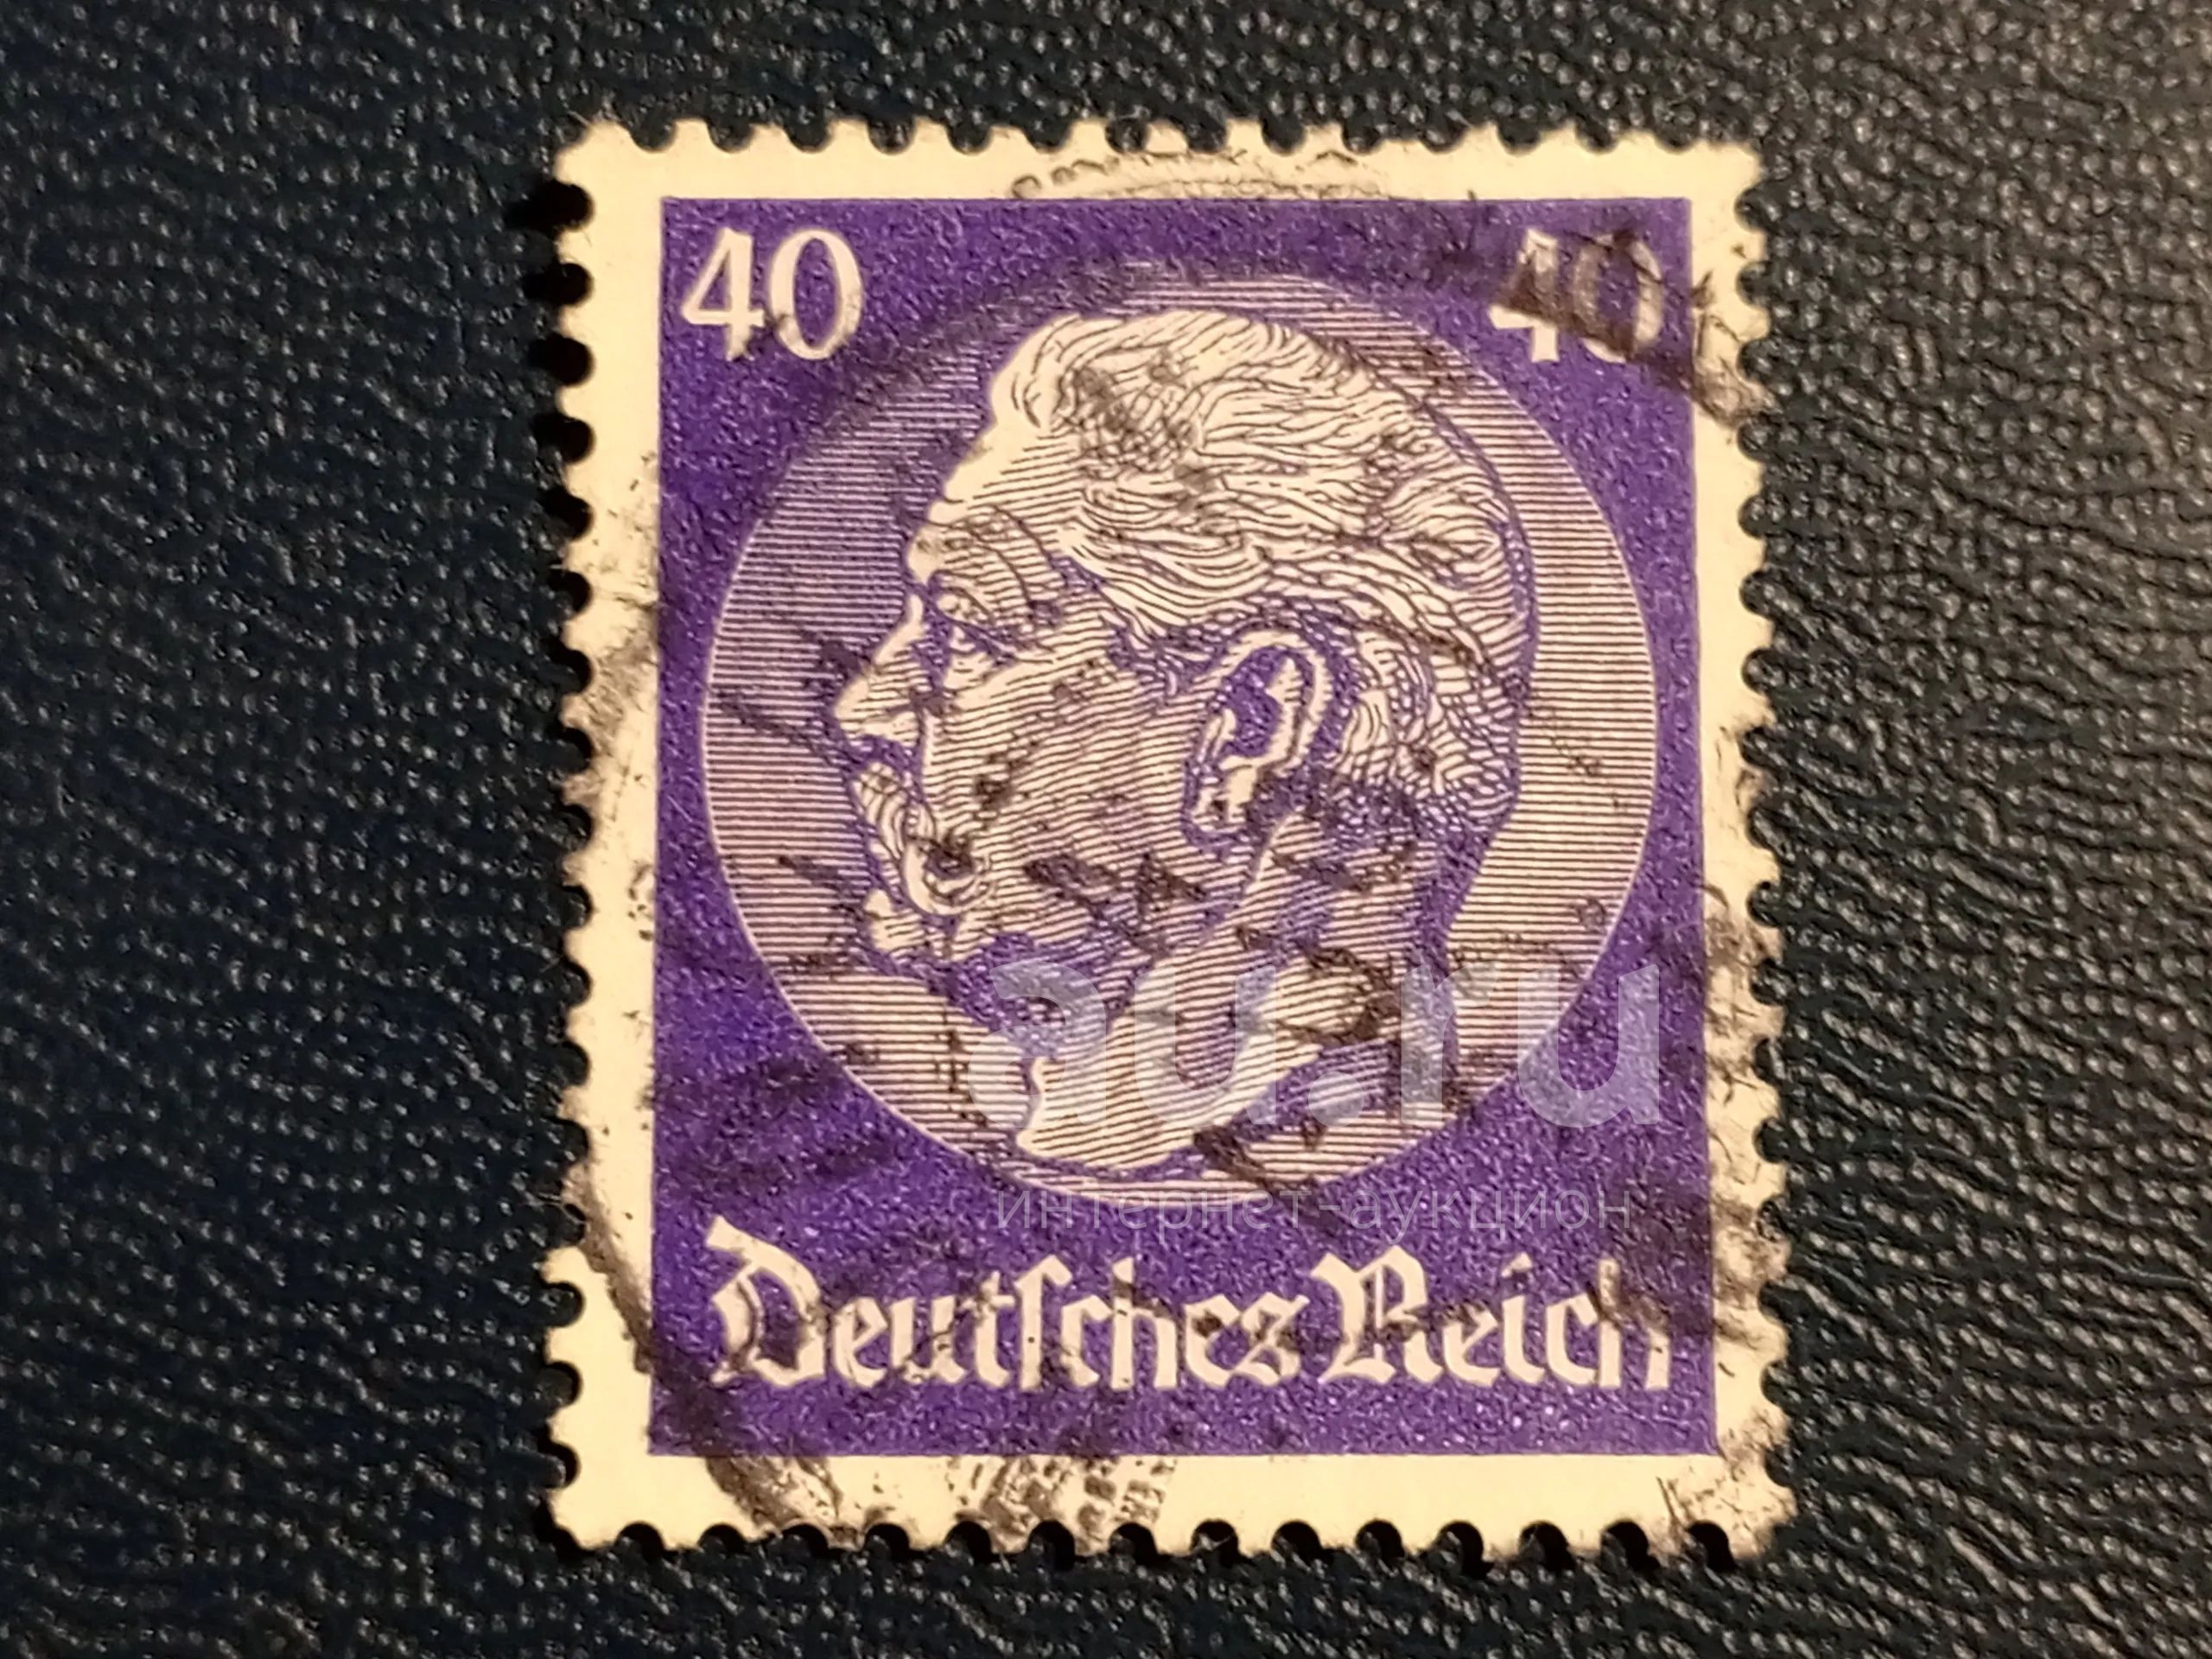 40 40
au.ru
интернет-аукцион
Deutſches Reich